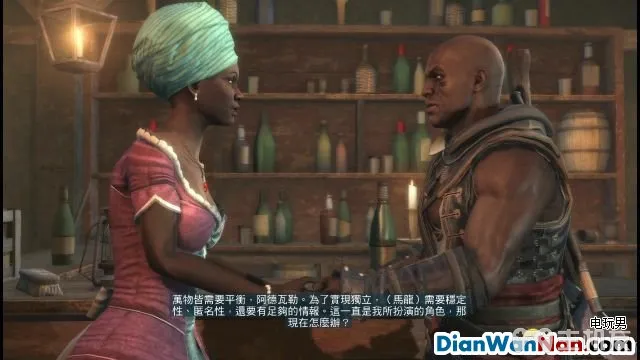 萬物皆需要平衡，阿德瓦勒。為了實現獨立，（馬龍）需要穩定
性、匿名性，還要有足夠的情報。這一直是我所扮演的角色，那
現在怎麼辦？
电玩男
DianWanNan.com